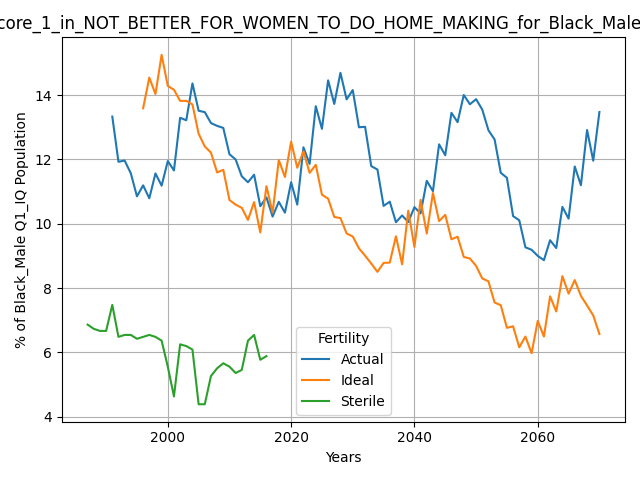 core_1_in_NOT_BETTER_FOR_WOMEN_TO_DO_HOME_MAKING_for_Black_Male
% of Black_Male Q1_IQ Population
14
12
10
8
6
4
Fertility
Actual
Ideal
Sterile
2000 2020 2040 2060
Years